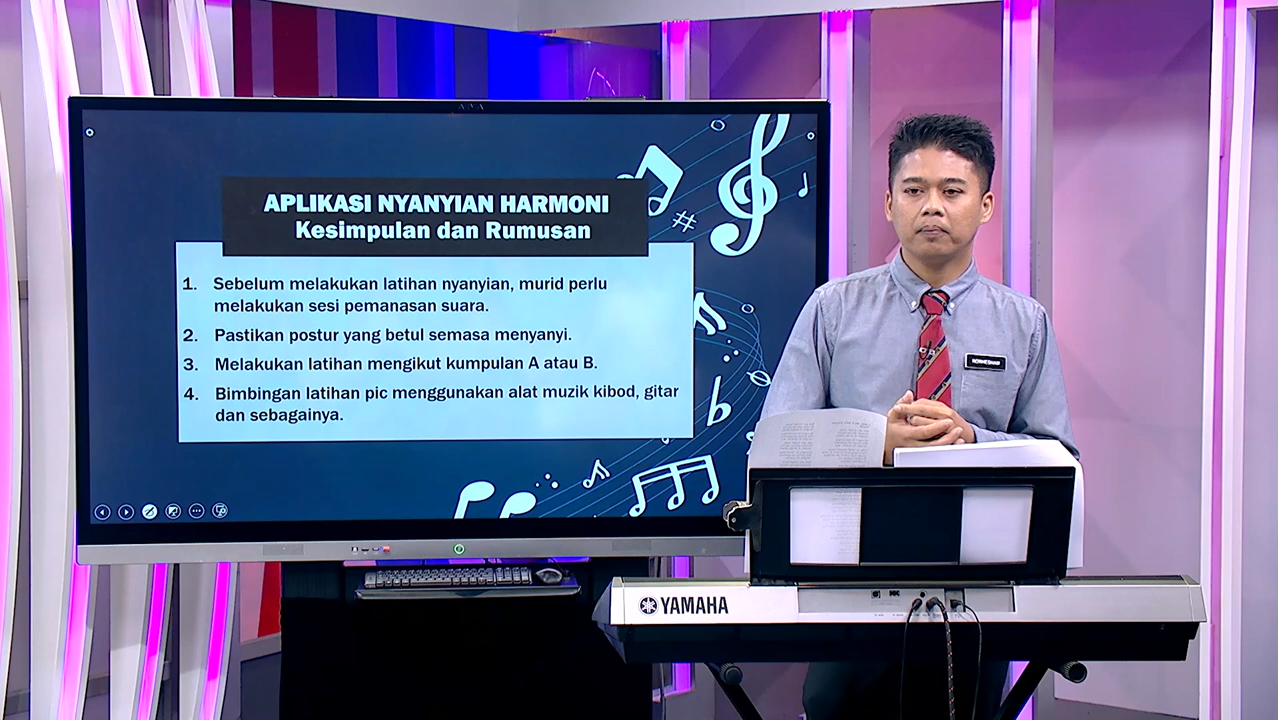 APLIKASI NYANYIAN HARMONI
Kesimpulan dan Rumusan
1. Sebelum melakukan latihan nyanyian, murid perlu
melakukan sesi pemanasan suara.
2. Pastikan postur yang betul semasa menyanyi.
3. Melakukan latihan mengikut kumpulan A atau B.
4. Bimbingan latihan pic menggunakan alat muzik kibod, gitar
dan sebagainya.
YAMAHA